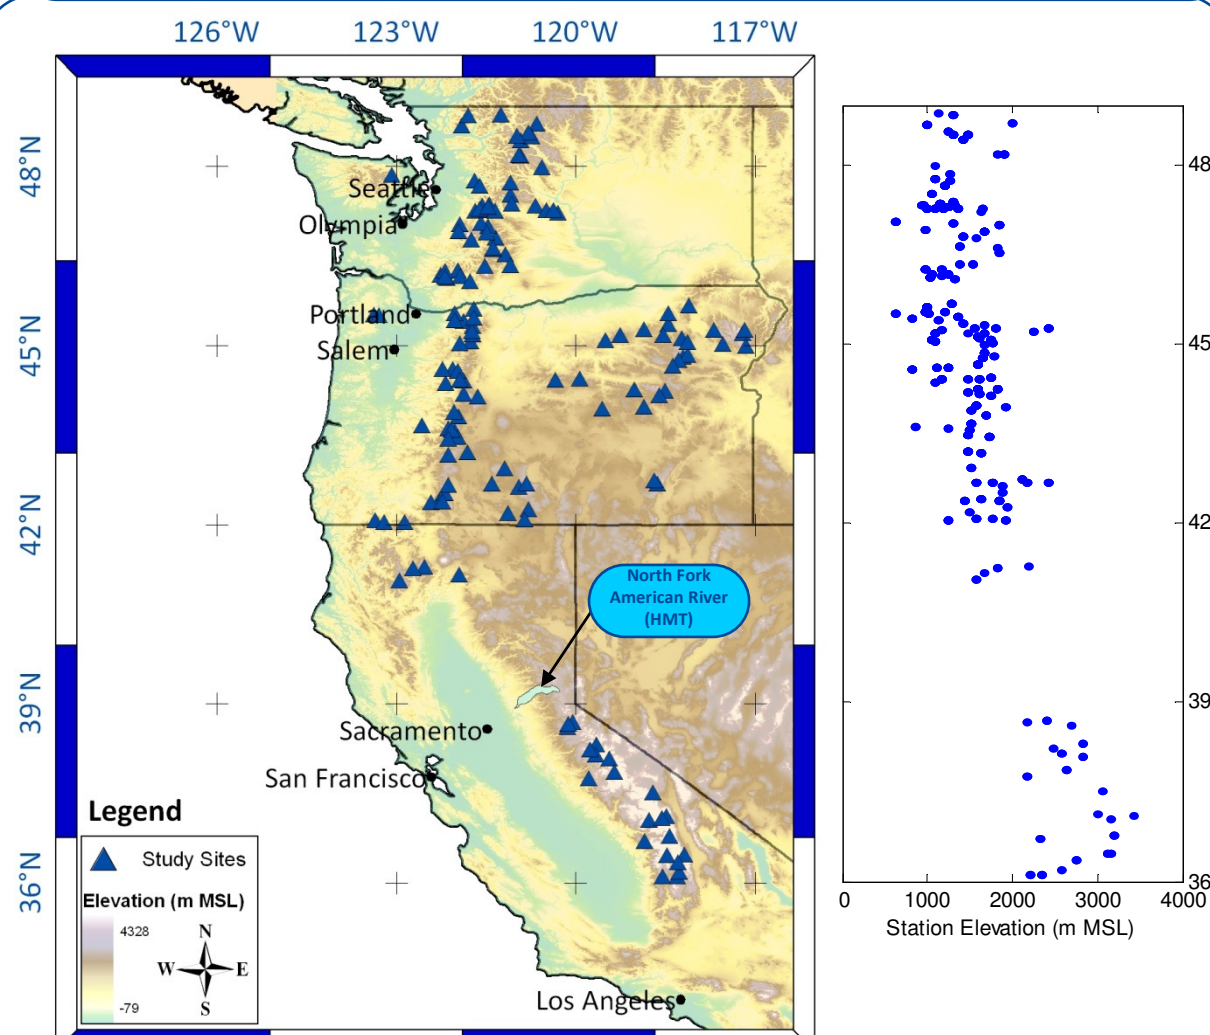 126°W 123°W 120°W 117°W
48°N
45°N
42°N
39°N
36°N
Seattle
Olympia
Portland
Salem
North Fork
American River
(HMT)
Sacramento
San Francisco
Los Angeles
Legend
Study Sites
Elevation (m MSL)
4328
-79
N
W E
S
48
45
42
39
36
0 1000 2000 3000 4000
Station Elevation (m MSL)